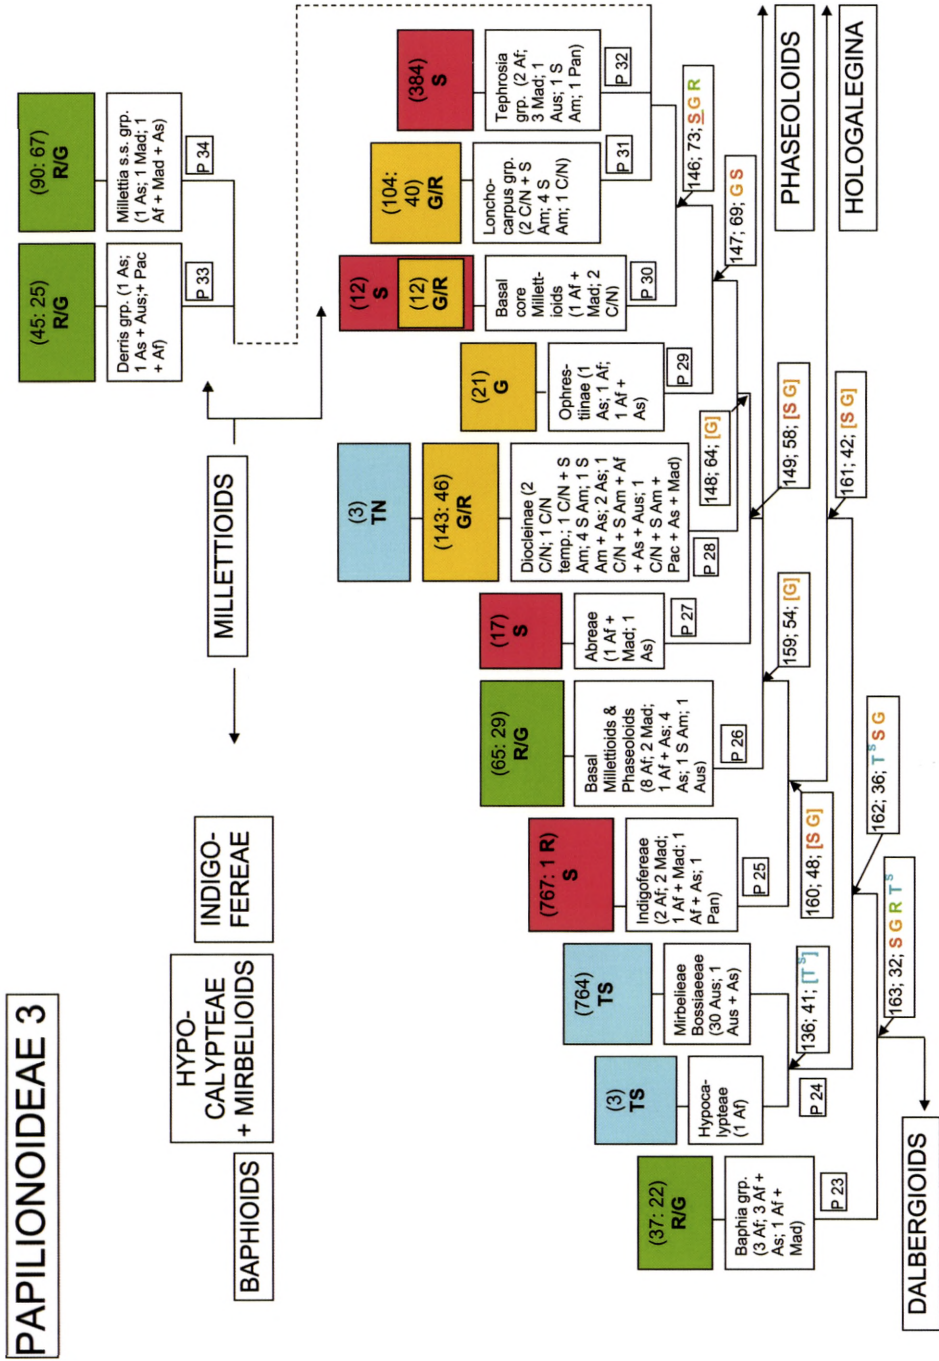 PAPILIONOIDEAE 3
BAPHIOIDS
HYPO-
CALYPTEAE
+ MIRBELIOIDS
INDIGO-
FEREAE
MILLETTIOIDS
(45: 25)
R/G
Derris grp. (1 As;
1 As + Aus;+ Pac
+ Af)
P 33
(90: 67)
R/G
Millettia s.s. grp.
(1 As; 1 Mad; 1
Af + Mad + As)
P 34
(37: 22)
R/G
Baphia grp.
(3 Af; 3 Af +
As; 1 Af +
Mad)
P 23
(3)
TS
Hypoca-
lypteae
(1 Af)
P 24
(764)
TS
Mirbelieae
Bossiaeeae
(30 Aus; 1
Aus + As)
(767: 1 R)
S
Indigofereae
(2 Af; 2 Mad;
1 Af + Mad; 1
Af + As; 1
Pan)
P 25
(65: 29)
R/G
Basal
Millettioids &
Phaseoloids
(8 Af; 2 Mad;
1 Af + As; 4
As; 1 S Am; 1
Aus)
P 26
(17)
S
Abreae
(1 Af +
Mad; 1
As)
P 27
(3)
TN
(143: 46)
G/R
Diocleinae (2
C/N; 1 C/N
temp.; 1 C/N + S
Am; 4 S Am; 1 S
Am + As; 2 As; 1
C/N + S Am + Af
+ As + Aus; 1
C/N + S Am +
Pac + As + Mad)
P 28
(21)
G
Ophres-
tiinae (1
As; 1 Af;
1 Af +
As)
P 29
(12)
S
(12)
G/R
Basal
core Millett-
ioids
(1 Af +
Mad; 2
C/N)
P 30
(104:
40)
G/R
Loncho-
carpus grp.
(2 C/N + S
Am; 4 S
Am; 1 C/N)
P 31
(384)
S
Tephrosia
grp. (2 Af;
3 Mad; 1
Aus; 1 S
Am; 1 Pan)
P 32
146; 73; S G R
147; 69; G S
148; 64; [G]
149; 58; [S G]
159; 54; [G]
160; 48; [S G]
161; 42; [S G]
136; 41; [T S]
162; 36; T S S G
163; 32; S G R T S
PHASEOLOIDS
HOLOGALEGINA
DALBERGIOIDS